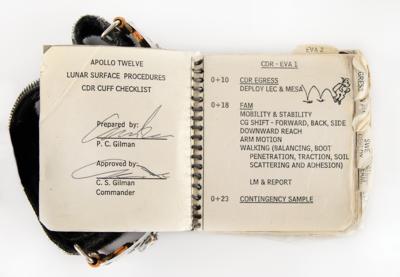 APOLLO TWELVE
LUNAR SURFACE PROCEDURES
CDR CUFF CHECKLIST
Prepared by:
P. C. Gilman
Approved by:
C. S. Gilman
Commander
EVA 2
CDR - EVA 1
0+10 CDR EGRESS
DEPLOY LEC & MESA
0+18 FAM
MOBILITY & STABILITY
CG SHIFT - FORWARD, BACK, SIDE
DOWNWARD REACH
ARM MOTION
WALKING (BALANCING, BOOT
PENETRATION, TRACTION, SOIL
SCATTERING AND ADHESION)
LM & REPORT
0+23 CONTINGENCY SAMPLE